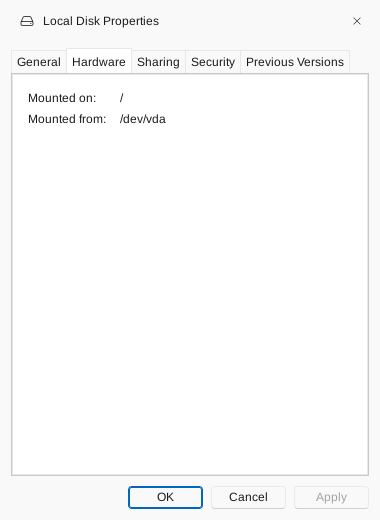 Local Disk Properties
General Hardware Sharing Security Previous Versions
Mounted on: /
Mounted from: /dev/vda
OK Cancel Apply